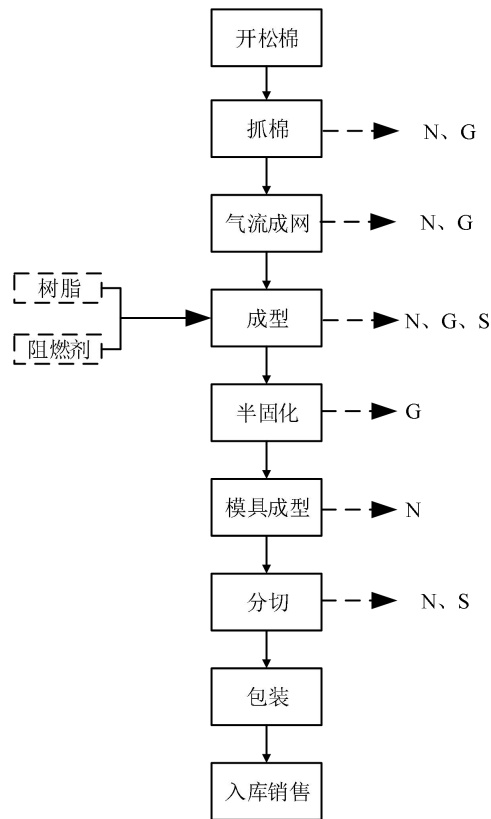 开松棉
抓棉
N、G
气流成网
N、G
树脂
成型
N、G、S
阻燃剂
半固化
G
模具成型
N
分切
N、S
包装
入库销售